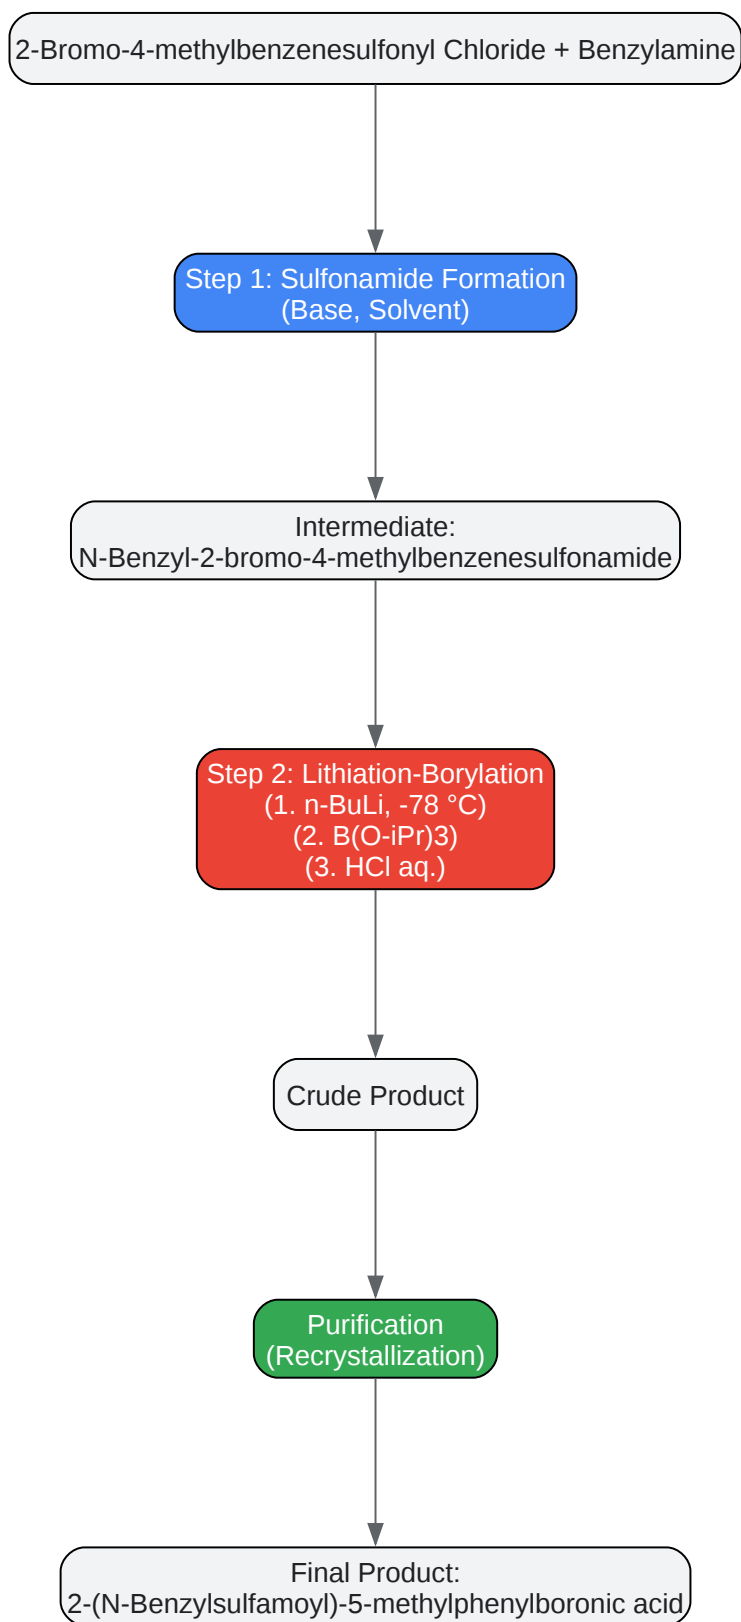 2-Bromo-4-methylbenzenesulfonyl Chloride + Benzylamine
Step 1: Sulfonamide Formation
(Base, Solvent)
Intermediate:
N-Benzyl-2-bromo-4-methylbenzenesulfonamide
Step 2: Lithiation-Borylation
(1. n-BuLi, -78 °C)
(2. B(O-iPr)3)
(3. HCl aq.)
Crude Product
Purification
(Recrystallization)
Final Product:
2-(N-Benzylsulfamoyl)-5-methylphenylboronic acid